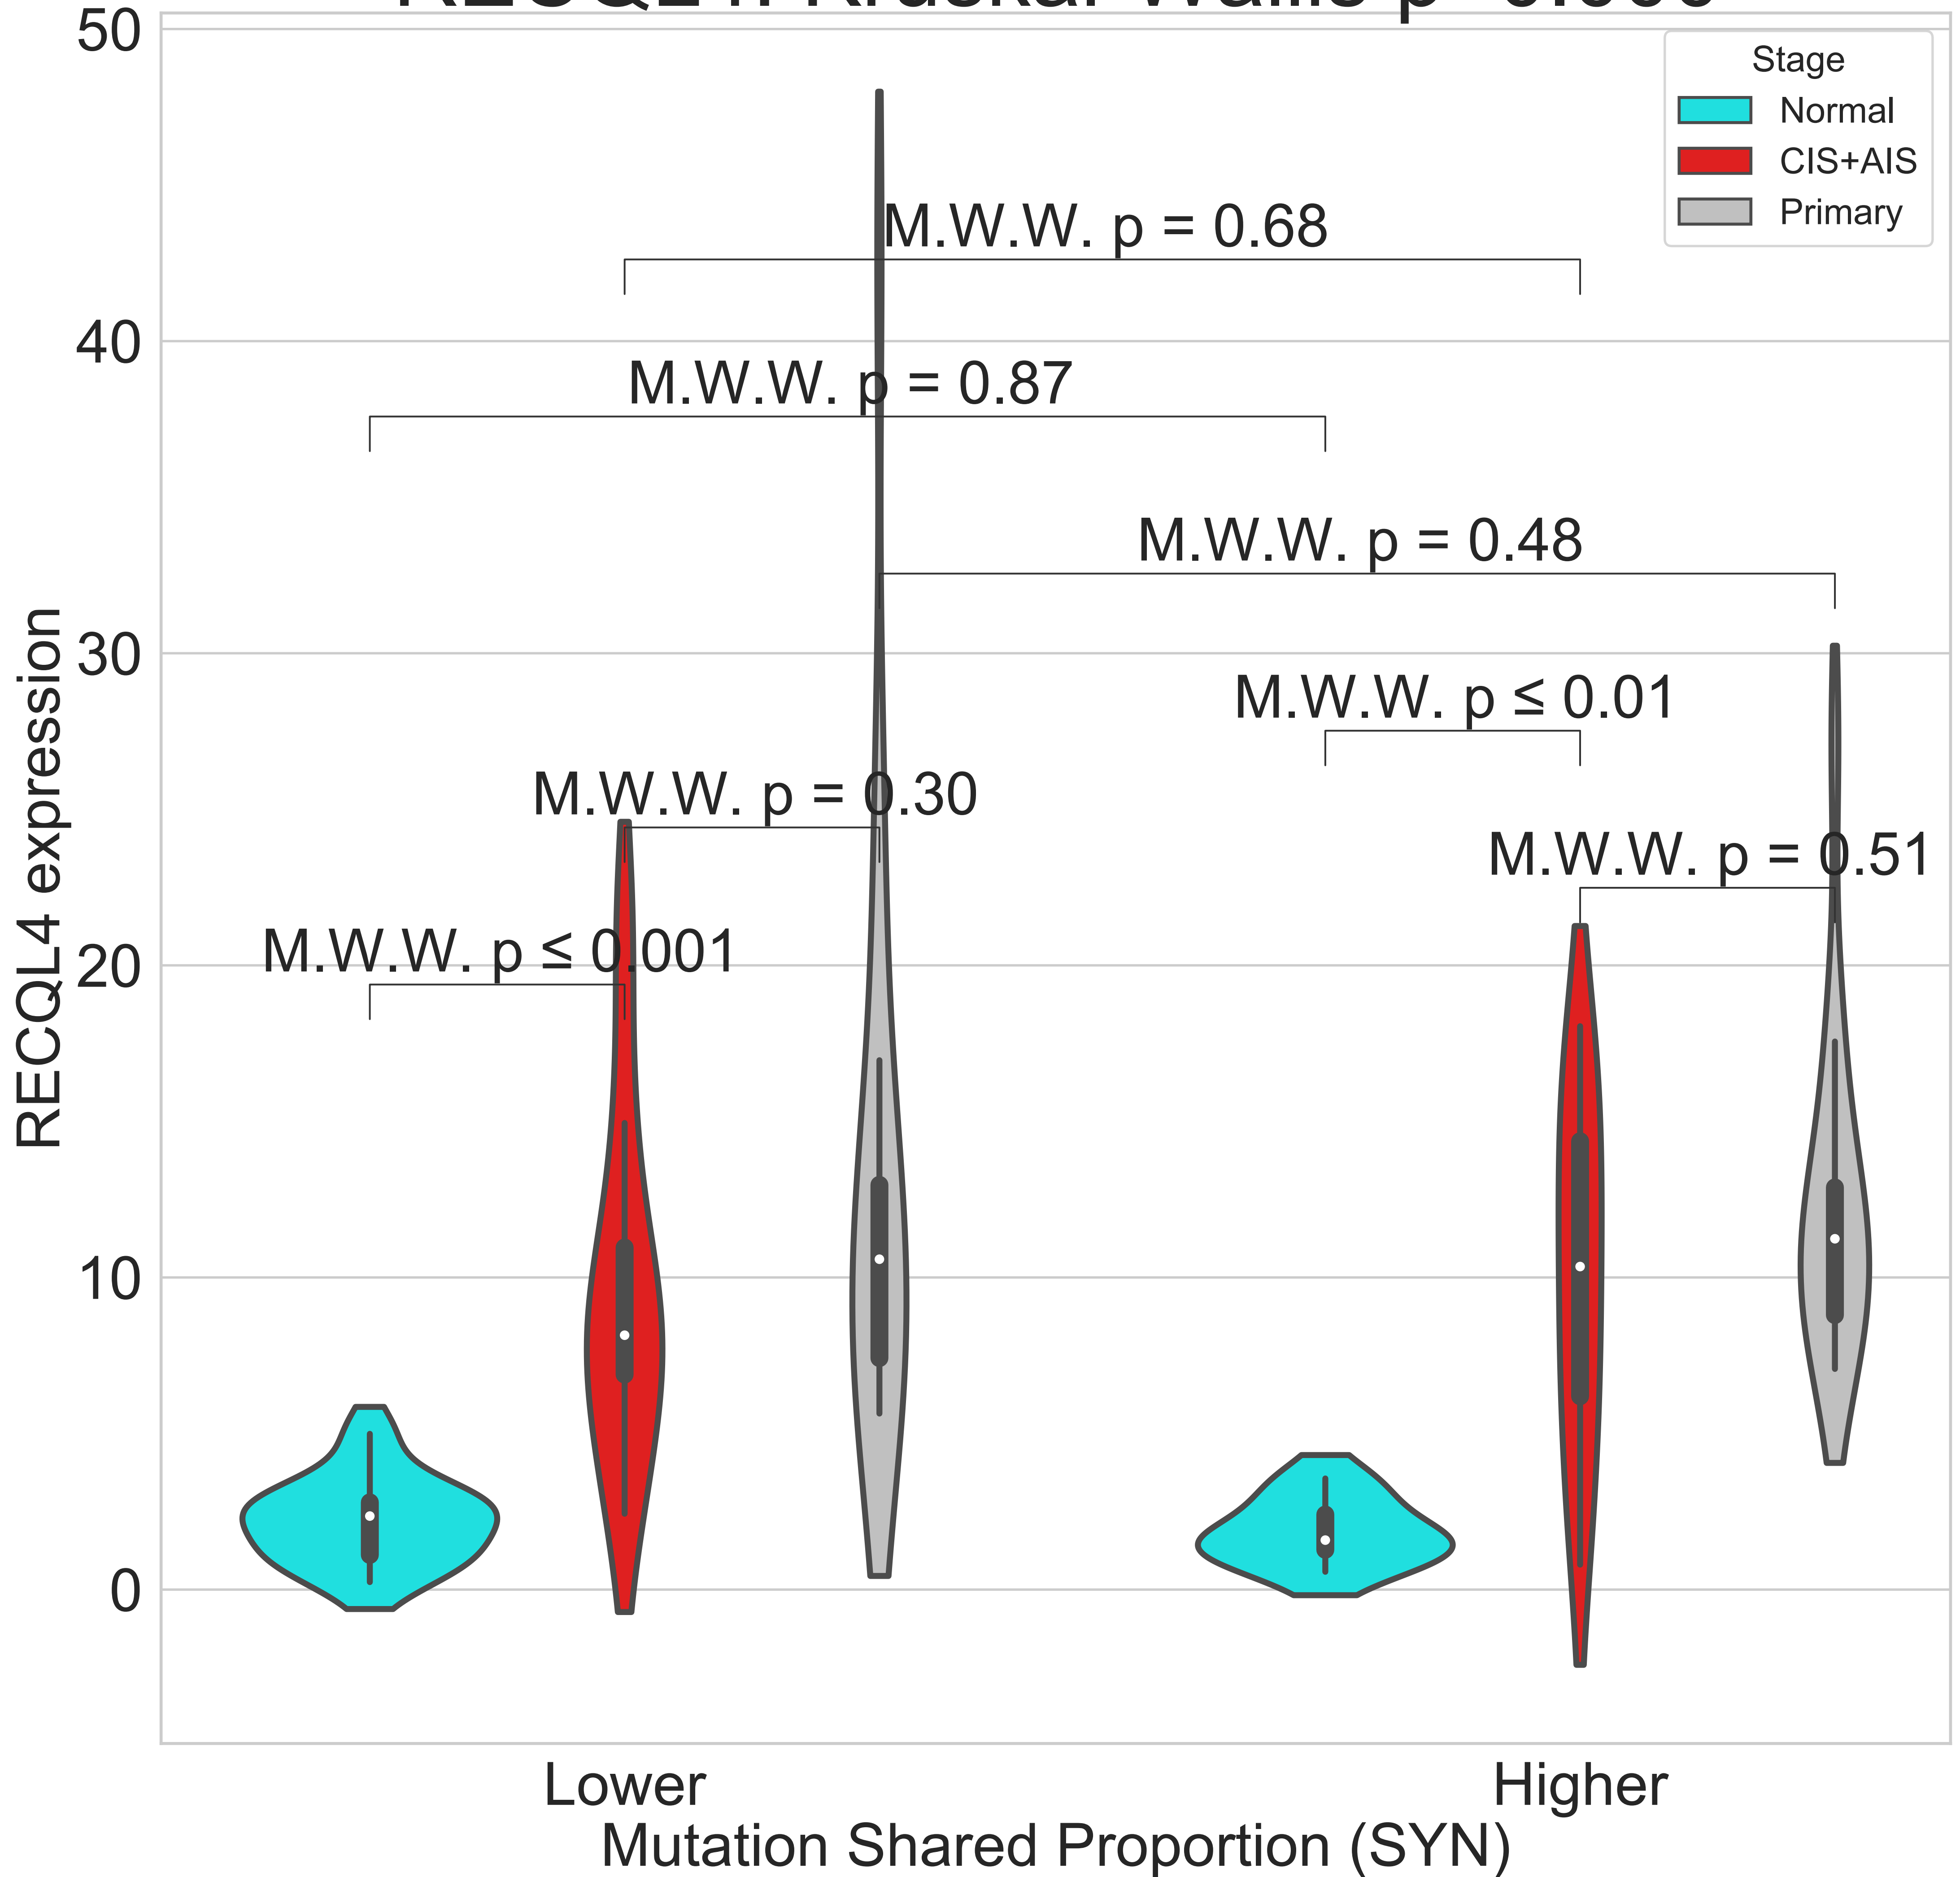 50
Stage
Normal
CIS+AIS
Primary
M.W.W. p = 0.68
40
M.W.W. p = 0.87
M.W.W. p = 0.48
30
M.W.W. p ≤ 0.01
M.W.W. p = 0.30
M.W.W. p = 0.51
M.W.W. p ≤ 0.001
20
10
0
RECQL4 expression
Lower
Higher
Mutation Shared Proportion (SYN)